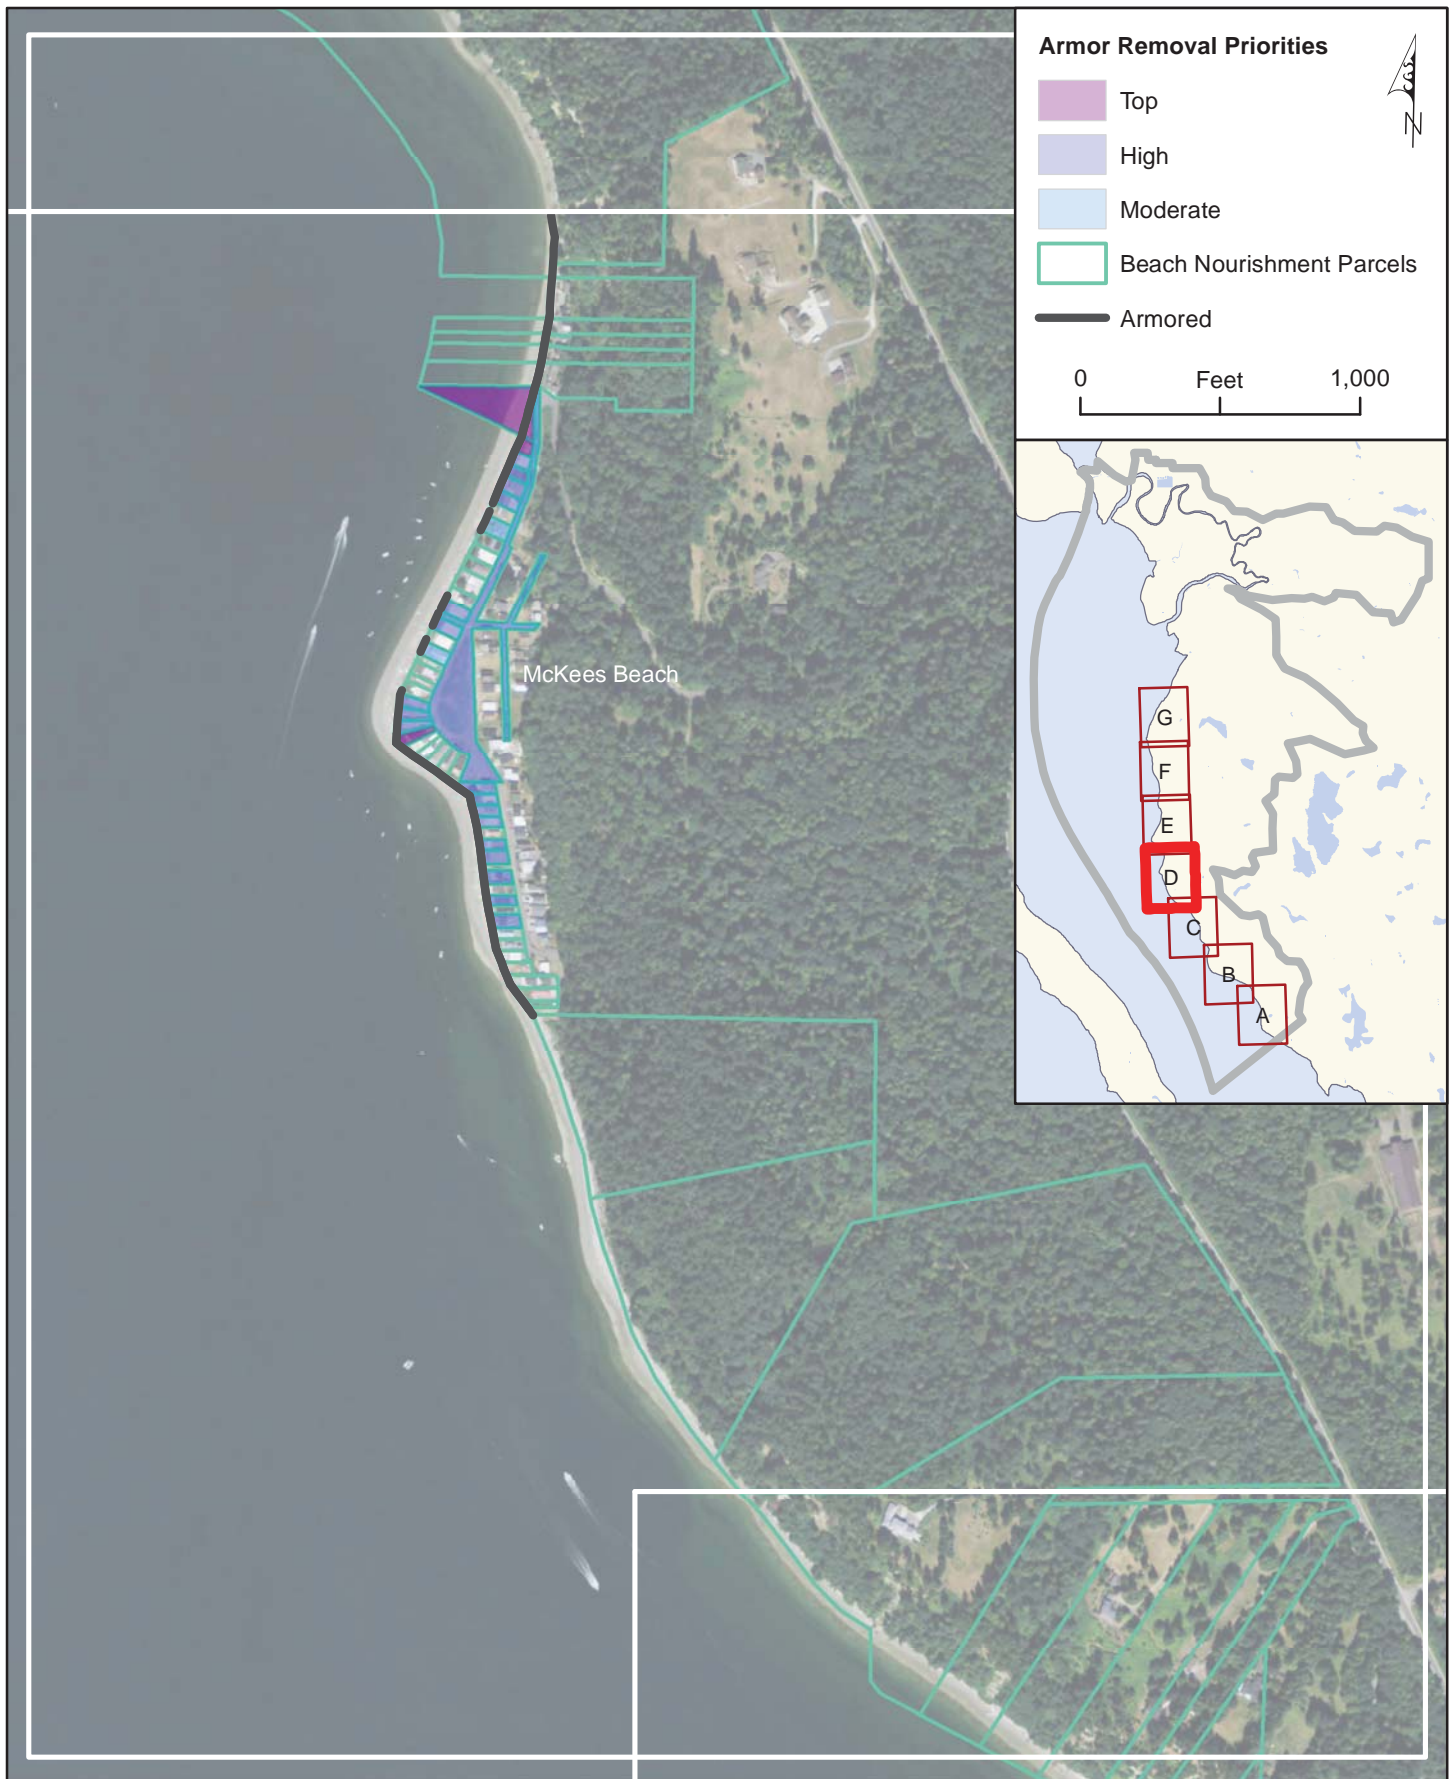 Armor Removal Priorities
Top
High
Moderate
Beach Nourishment Parcels
Armored
N
0 Feet 1,000
McKees Beach
G
F
E
D
C
B
A